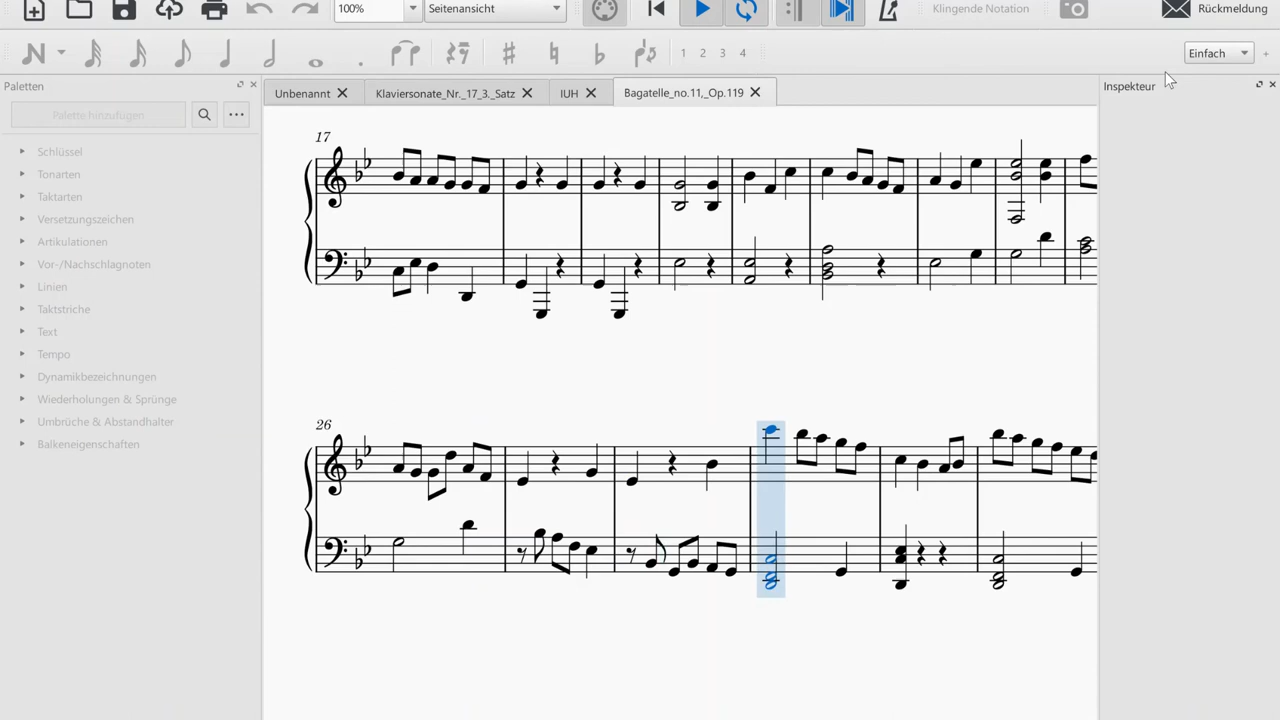 100%
Seitenansicht
Klingende Notation
Rückmeldung
1 2 3 4
Einfach
+
Paletten
Unbenannt
Klaviersonate_Nr._17_3._Satz
IUH
Bagatelle_no.11,_Op.119
Inspekteur
Palette hinzufügen
Schlüssel
Tonarten
Taktarten
Versetzungszeichen
Artikulationen
Vor-/Nachschlagnoten
Linien
Taktstriche
Text
Tempo
Dynamikbezeichnungen
Wiederholungen & Sprünge
Umbrüche & Abstandhalter
Balkeneigenschaften
17
26